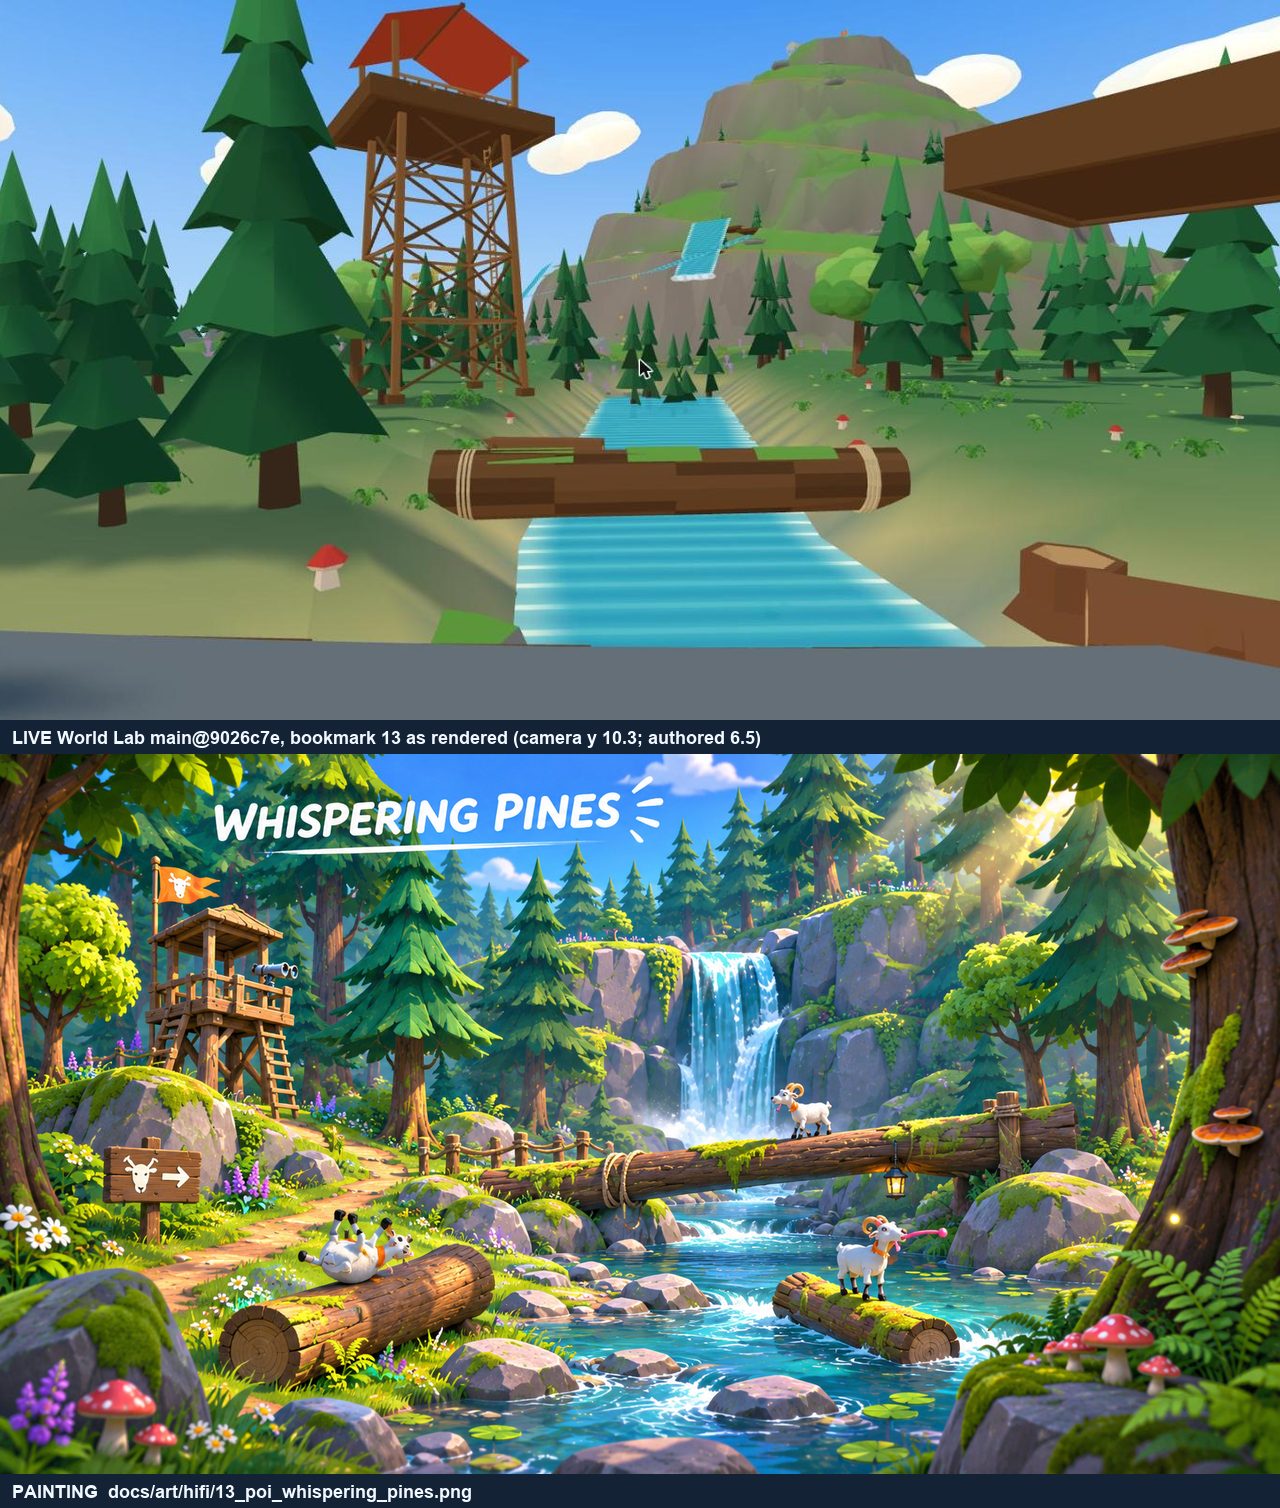 LIVE World Lab main@9026c7e, bookmark 13 as rendered (camera y 10.3; authored 6.5)
WHISPERING PINES
PAINTING docs/art/hifi/13_poi_whispering_pines.png